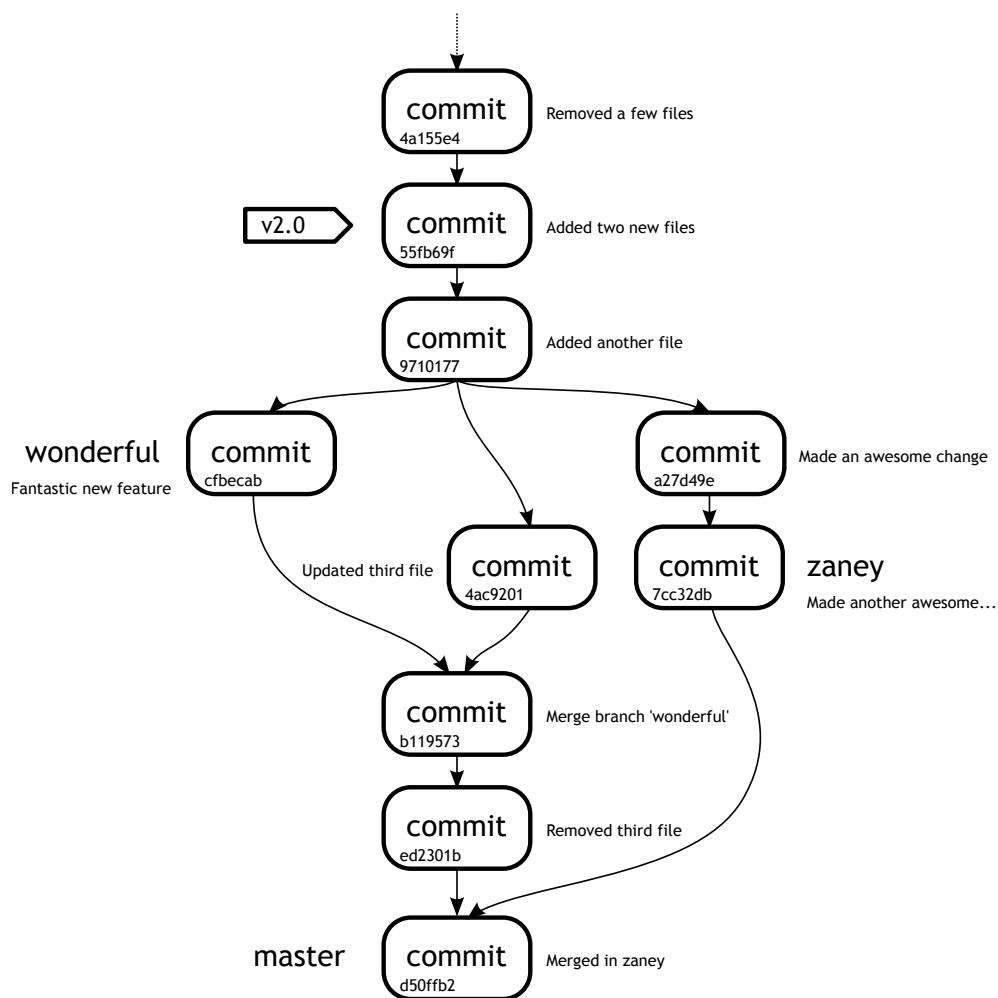 commit
4a155e4
Removed a few files
v2.0
commit
55fb69f
Added two new files
commit
9710177
Added another file
wonderful
Fantastic new feature
commit
cfbecab
commit
a27d49e
Made an awesome change
Updated third file
commit
4ac9201
commit
7cc32db
zaney
Made another awesome...
commit
b119573
Merge branch 'wonderful'
commit
ed2301b
Removed third file
master
commit
d50ffb2
Merged in zaney